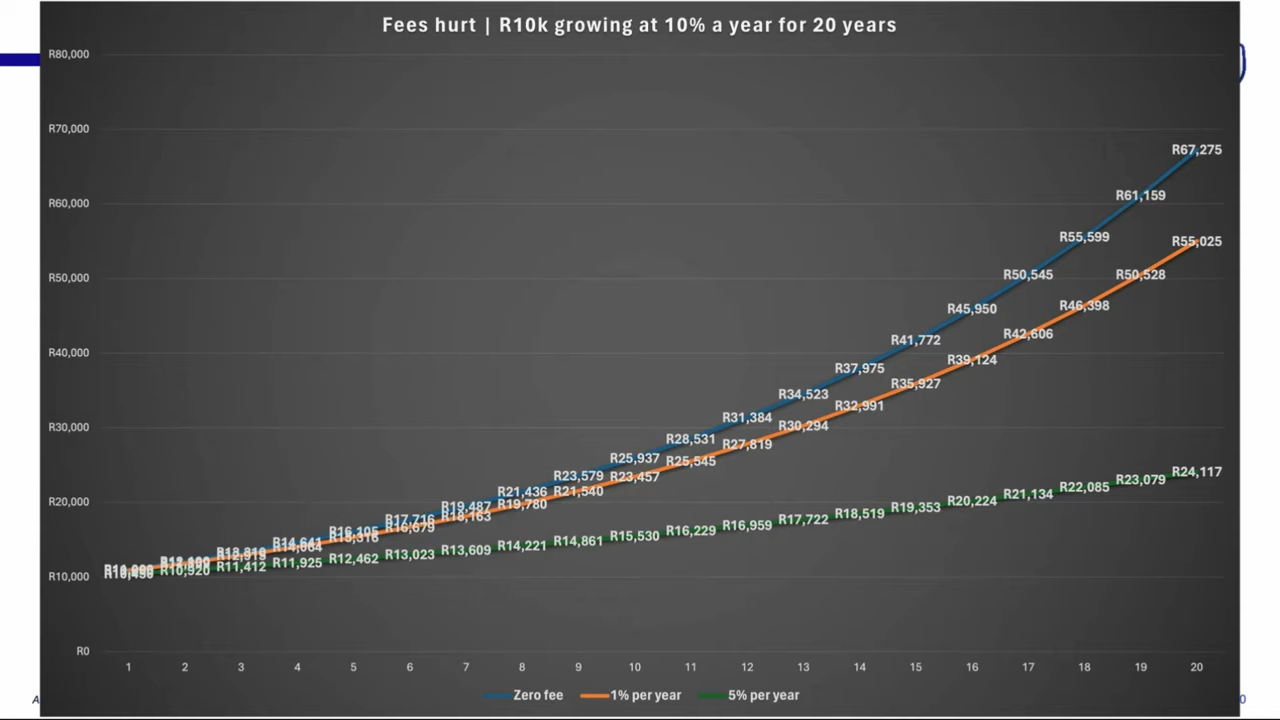 Fees hurt | R10k growing at 10% a year for 20 years
R80,000
R70,000
R60,000
R50,000
R40,000
R30,000
R20,000
R10,000
R0
R67,275
R61,159
R55,599
R50,545
R45,950
R41,772
R37,975
R34,523
R31,384
R28,531
R25,937
R23,579
R21,436
R19,487
R17,716
R16,105
R14,641
R55,025
R50,528
R46,398
R42,606
R39,124
R35,927
R32,991
R30,294
R27,819
R25,545
R23,457
R21,540
R19,780
R18,163
R16,679
R24,117
R23,079
R22,085
R21,134
R20,224
R19,353
R18,519
R17,722
R16,959
R16,229
R15,530
R14,861
R14,221
R13,609
R13,023
R12,462
R11,925
R11,412
R10,920
1 2 3 4 5 6 7 8 9 10 11 12 13 14 15 16 17 18 19 20
Zero fee 1% per year 5% per year